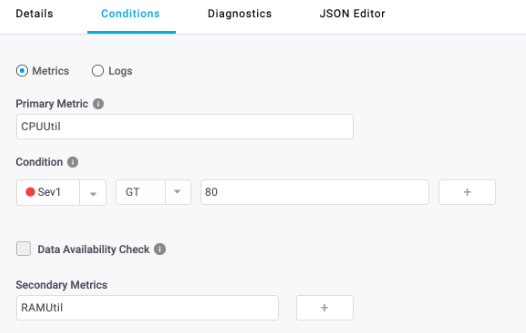 Details Conditions Diagnostics JSON Editor
Metrics Logs
Primary Metric i
CPUUtil
Condition i
Sev1 GT 80 +
Data Availability Check i
Secondary Metrics
RAMUtil +